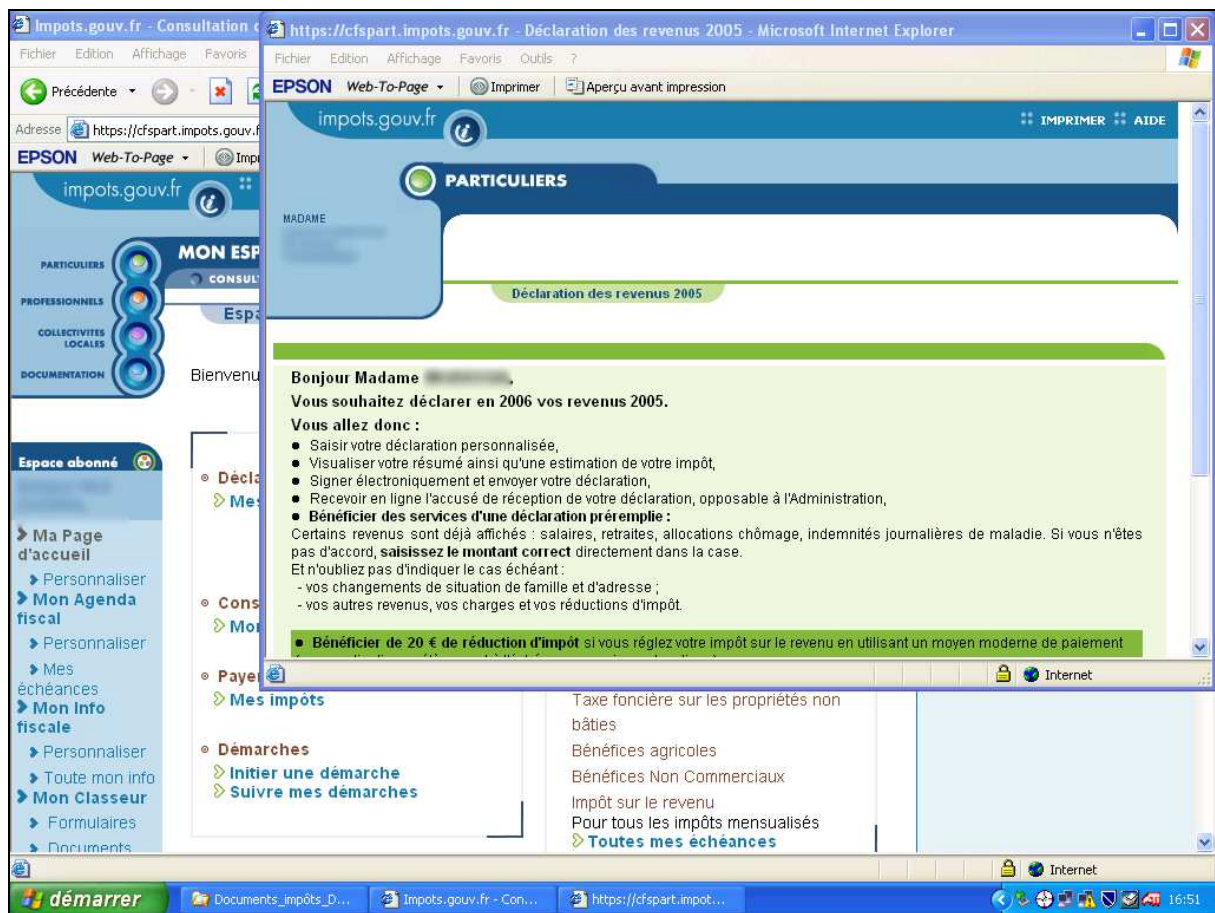 Impots.gouv.fr - Consultation
Fichier Edition Affichage Favoris
Précédente
Adresse https://cfspart.impots.gouv.f
EPSON Web-To-Page
impots.gouv.fr
PARTICULIERS
PROFESSIONNELS
COLLECTIVITES
LOCALES
DOCUMENTATION
MON ESP
CONSUL
Espa
Bienvenu
Espace abonné
Ma Page
d'accueil
Personnaliser
Mon Agenda
fiscal
Personnaliser
Mes
échéances
Mon Info
fiscale
Personnaliser
Toute mon info
Mon Classeur
Formulaires
Documents
Décla
Mes
Cons
Mon
Paye
Mes impôts
Démarches
Initier une démarche
Suivre mes démarches
Taxe foncière sur les propriétés non
bâties
Bénéfices agricoles
Bénéfices Non Commerciaux
Impôt sur le revenu
Pour tous les impôts mensualisés
Toutes mes échéances
https://cfspart.impots.gouv.fr - Déclaration des revenus 2005 - Microsoft Internet Explorer
Fichier Edition Affichage Favoris Outils ?
EPSON Web-To-Page Imprimer Aperçu avant impression
impots.gouv.fr
IMPRIMER AIDE
PARTICULIERS
MADAME
Déclaration des revenus 2005
Bonjour Madame
Vous souhaitez déclarer en 2006 vos revenus 2005.
Vous allez donc :
● Saisir votre déclaration personnalisée,
● Visualiser votre résumé ainsi qu'une estimation de votre impôt,
● Signer électroniquement et envoyer votre déclaration,
● Recevoir en ligne l'accusé de réception de votre déclaration, opposable à l'Administration,
● Bénéficier des services d'une déclaration préremplie :
Certains revenus sont déjà affichés : salaires, retraites, allocations chômage, indemnités journalières de maladie. Si vous n'êtes
pas d'accord, saisissez le montant correct directement dans la case.
Et n'oubliez pas d'indiquer le cas échéant :
- vos changements de situation de famille et d'adresse ;
- vos autres revenus, vos charges et vos réductions d'impôt.
● Bénéficier de 20 € de réduction d'impôt si vous réglez votre impôt sur le revenu en utilisant un moyen moderne de paiement
Internet
Internet
démarrer
Documents_impôts_D...
Impots.gouv.fr - Con...
https://cfspart.impot...
16:51